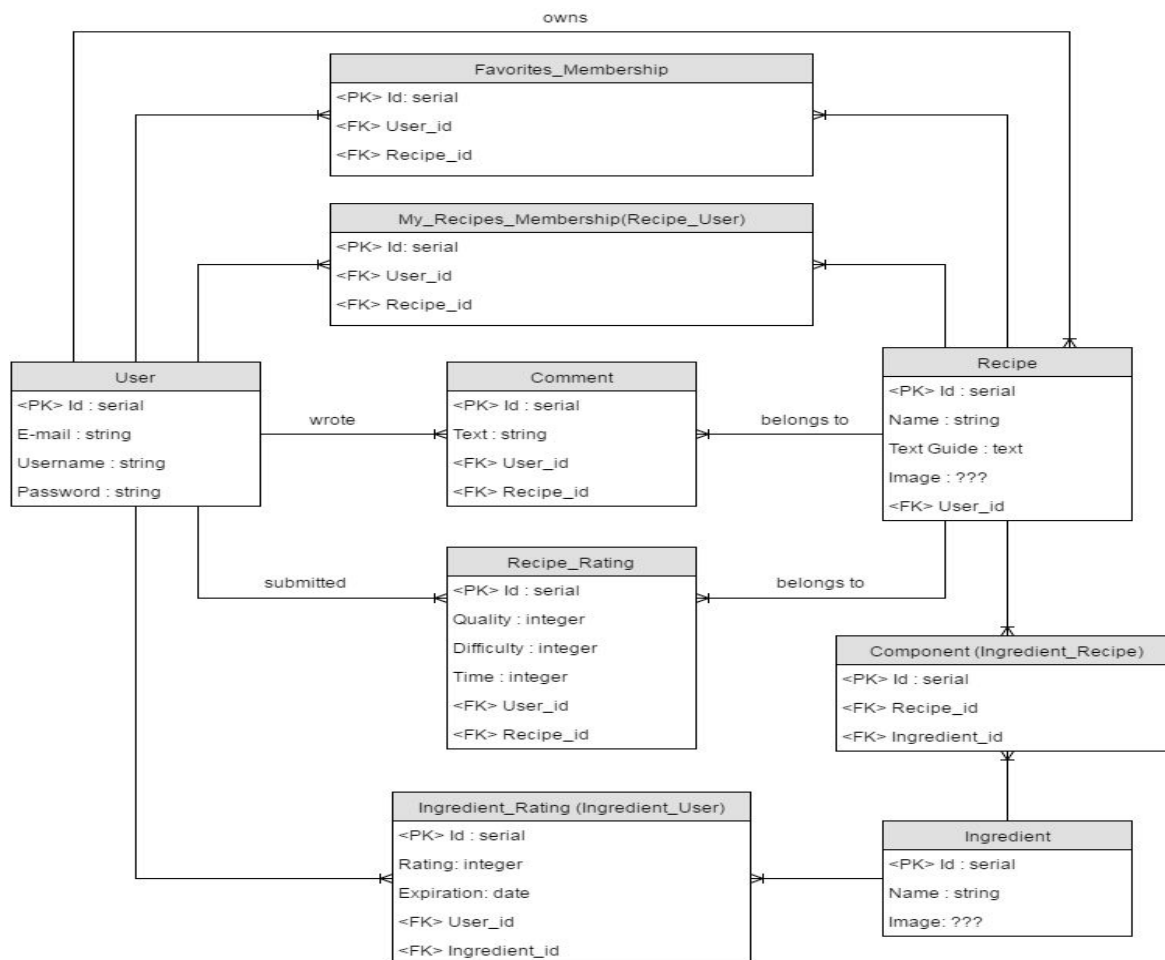 owns
Favorites_Membership
<PK> Id: serial
<FK> User_id
<FK> Recipe_id
My_Recipes_Membership(Recipe_User)
<PK> Id: serial
<FK> User_id
<FK> Recipe_id
User
<PK> Id : serial
E-mail : string
Username : string
Password : string
wrote
Comment
<PK> Id : serial
Text : string
<FK> User_id
<FK> Recipe_id
belongs to
Recipe
<PK> Id : serial
Name : string
Text Guide : text
Image : ???
<FK> User_id
submitted
Recipe_Rating
<PK> Id : serial
Quality : integer
Difficulty : integer
Time : integer
<FK> User_id
<FK> Recipe_id
belongs to
Component (Ingredient_Recipe)
<PK> Id : serial
<FK> Recipe_id
<FK> Ingredient_id
Ingredient_Rating (Ingredient_User)
<PK> Id : serial
Rating: integer
Expiration: date
<FK> User_id
<FK> Ingredient_id
Ingredient
<PK> Id : serial
Name : string
Image: ???